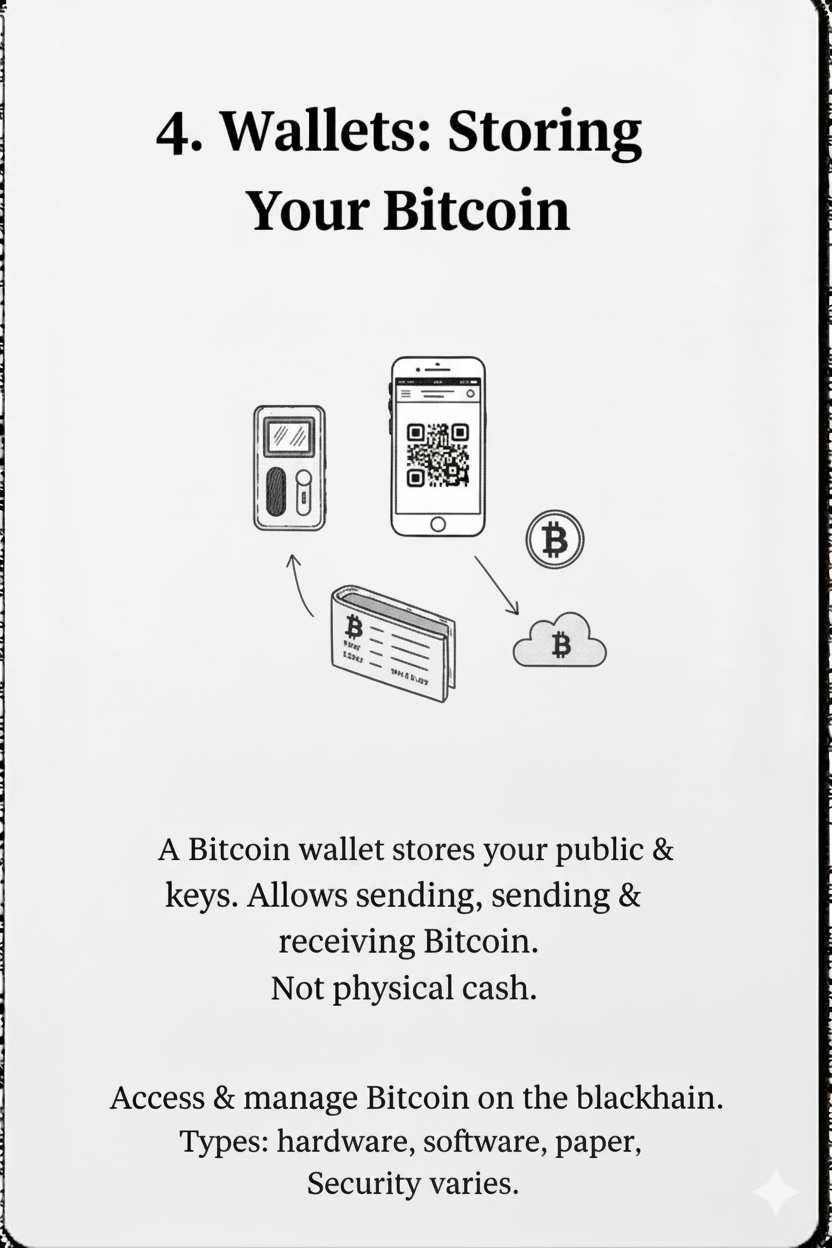 4. Wallets: Storing
Your Bitcoin
A Bitcoin wallet stores your public &
keys. Allows sending, sending &
receiving Bitcoin.
Not physical cash.
Access & manage Bitcoin on the blackhain.
Types: hardware, software, paper,
Security varies.